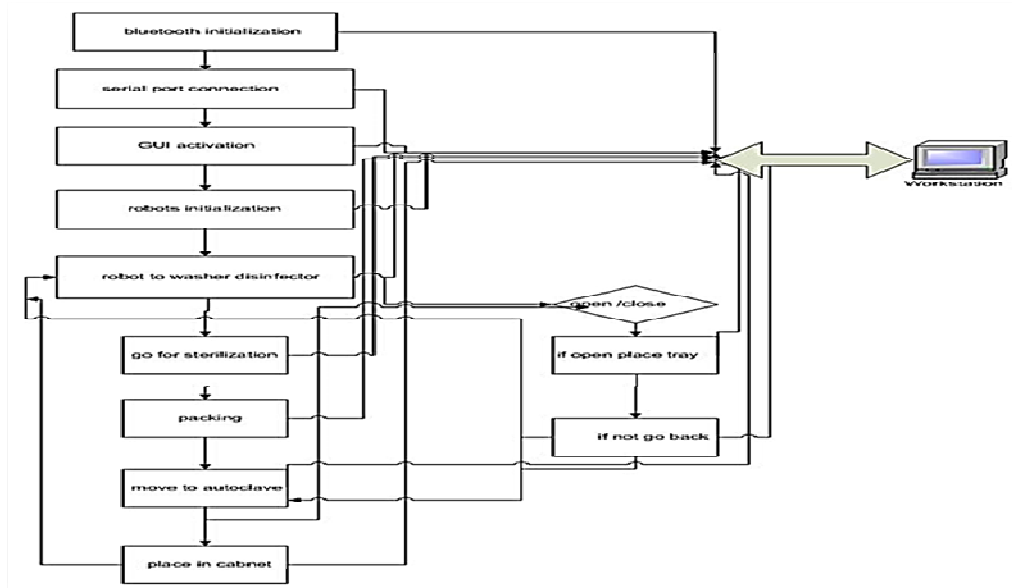 bluetooth initialization
serial port connection
GUI activation
Workstation
robots initialization
robot to washer disinfector
open /close
go for sterilization
if open place tray
packing
if not go back
move to autoclave
place in cabnet